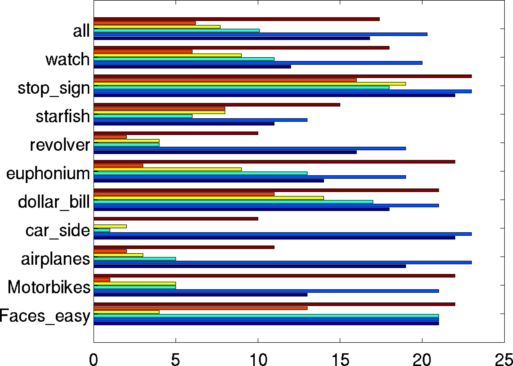 all
watch
stop_sign
starfish
revolver
euphonium
dollar_bill
car_side
airplanes
Motorbikes
Faces_easy
0 5 10 15 20 25